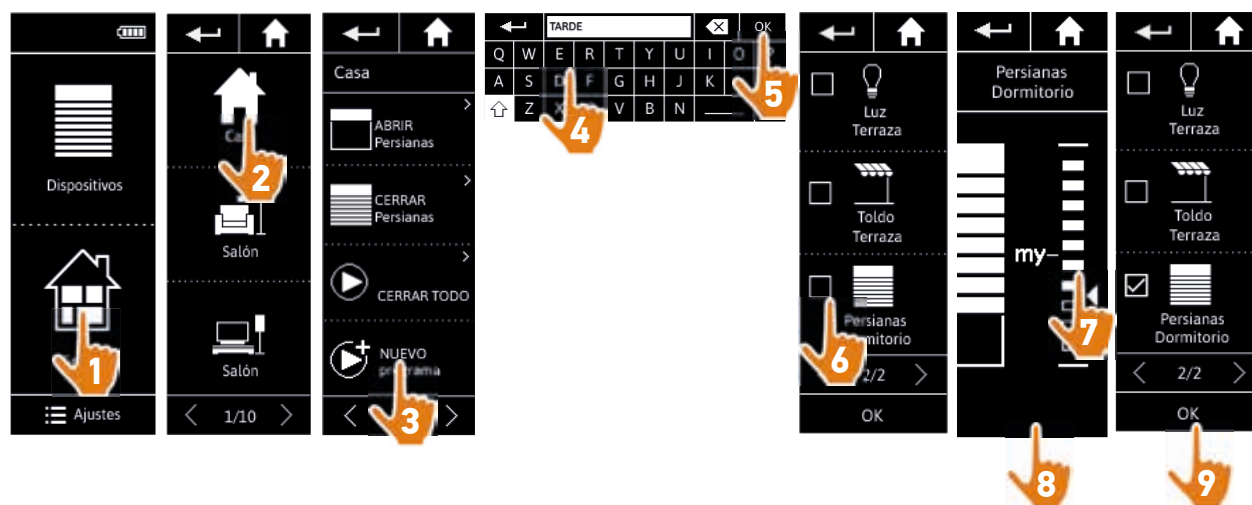 Dispositivos
1
Ajustes
2
Salón
Salón
1/10
Casa
ABRIR
Persianas
CERRAR
Persianas
CERRAR TODO
NUEVO
3
TARDE
OK
Q W E R T Y U I O
A S D F G H J K
Z X V B N
4
5
Luz
Terraza
Toldo
Terraza
Persianas
6
2/2
OK
Persianas
Dormitorio
my
7
8
Luz
Terraza
Toldo
Terraza
Persianas
Dormitorio
2/2
OK
9